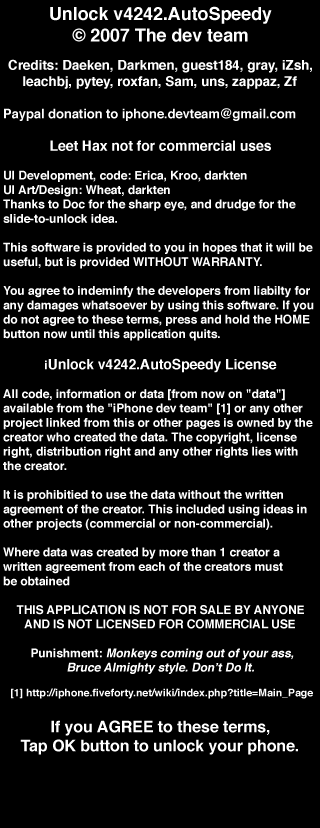 Unlock v4242.AutoSpeedy
© 2007 The dev team
Credits: Daeken, Darkmen, guest184, gray, iZsh,
leachbj, pytey, roxfan, Sam, uns, zappaz, Zf
Paypal donation to iphone.devteam@gmail.com
Leet Hax not for commercial uses
UI Development, code: Erica, Kroo, darkten
UI Art/Design: Wheat, darkten
Thanks to Doc for the sharp eye, and drudge for the
slide-to-unlock idea.
This software is provided to you in hopes that it will be
useful, but is provided WITHOUT WARRANTY.
You agree to indeminfy the developers from liabilty for
any damages whatsoever by using this software. If you
do not agree to these terms, press and hold the HOME
button now until this application quits.
iUnlock v4242.AutoSpeedy License
All code, information or data [from now on "data"]
available from the "iPhone dev team" [1] or any other
project linked from this or other pages is owned by the
creator who created the data. The copyright, license
right, distribution right and any other rights lies with
the creator.
It is prohibitied to use the data without the written
agreement of the creator. This included using ideas in
other projects (commercial or non-commercial).
Where data was created by more than 1 creator a
written agreement from each of the creators must
be obtained
THIS APPLICATION IS NOT FOR SALE BY ANYONE
AND IS NOT LICENSED FOR COMMERCIAL USE
Punishment: Monkeys coming out of your ass,
Bruce Almighty style. Don't Do It.
[1] http://iphone.fiveforty.net/wiki/index.php?title=Main_Page
If you AGREE to these terms,
Tap OK button to unlock your phone.